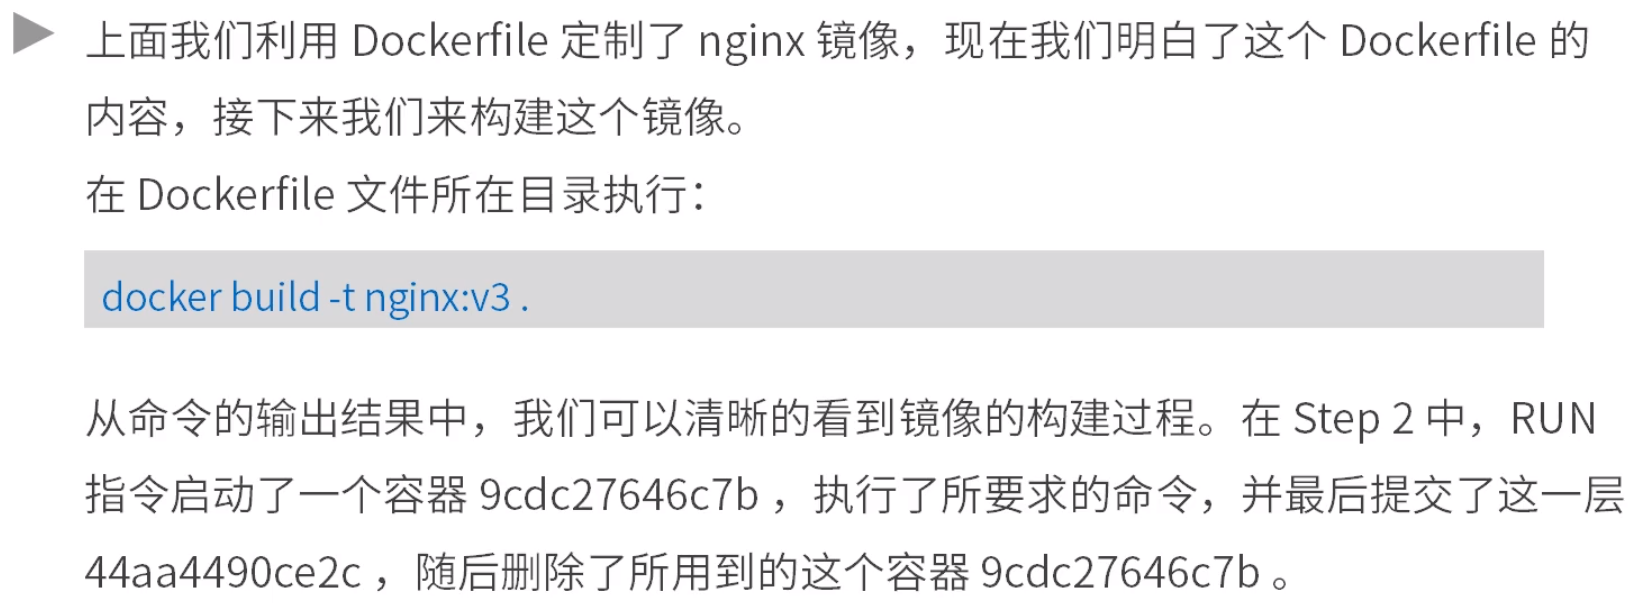 上面我们利用 Dockerfile 定制了 nginx 镜像，现在我们明白了这个 Dockerfile 的
内容，接下来我们来构建这个镜像。
在 Dockerfile 文件所在目录执行：
docker build -t nginx:v3 .
从命令的输出结果中，我们可以清晰的看到镜像的构建过程。在 Step 2 中，RUN
指令启动了一个容器 9cdc27646c7b ，执行了所要求的命令，并最后提交了这一层
44aa4490ce2c ，随后删除了所用到的这个容器 9cdc27646c7b 。